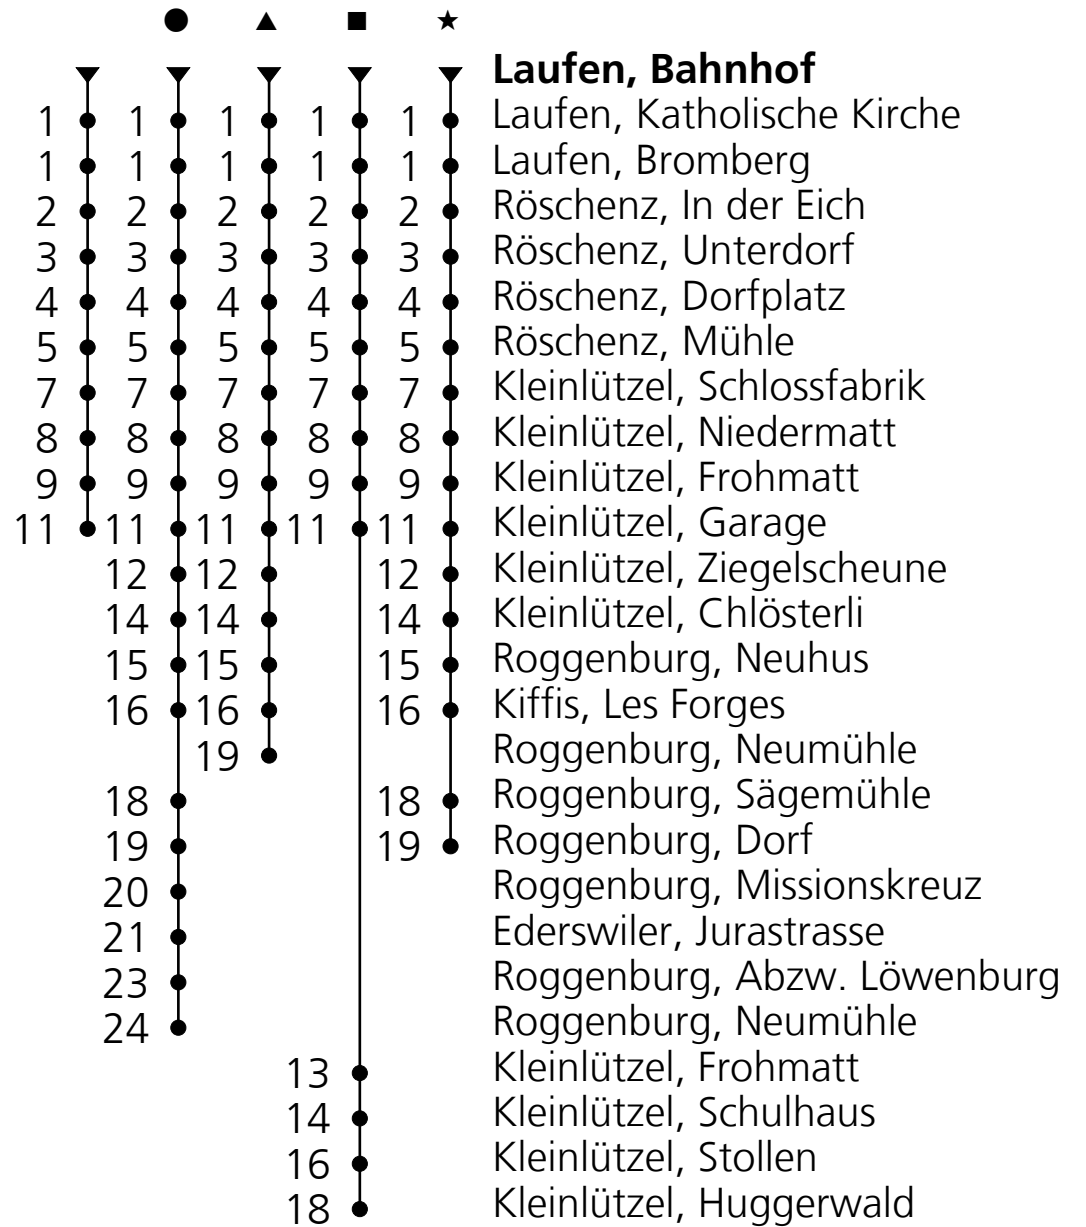 ● ▲ ■ ★
Laufen, Bahnhof
1 1 1 1 1 Laufen, Katholische Kirche
1 1 1 1 1 Laufen, Bromberg
2 2 2 2 2 Röschenz, In der Eich
3 3 3 3 3 Röschenz, Unterdorf
4 4 4 4 4 Röschenz, Dorfplatz
5 5 5 5 5 Röschenz, Mühle
7 7 7 7 7 Kleinlützel, Schlossfabrik
8 8 8 8 8 Kleinlützel, Niedermatt
9 9 9 9 9 Kleinlützel, Frohmatt
11 11 11 11 11 Kleinlützel, Garage
12 12 12 Kleinlützel, Ziegelscheune
14 14 14 Kleinlützel, Chlösterli
15 15 15 Roggenburg, Neuhus
16 16 16 Kiffis, Les Forges
19 Roggenburg, Neumühle
18 18 Roggenburg, Sägemühle
19 19 Roggenburg, Dorf
20 Roggenburg, Missionskreuz
21 Ederswiler, Jurastrasse
23 Roggenburg, Abzw. Löwenburg
24 Roggenburg, Neumühle
13 Kleinlützel, Frohmatt
14 Kleinlützel, Schulhaus
16 Kleinlützel, Stollen
18 Kleinlützel, Huggerwald